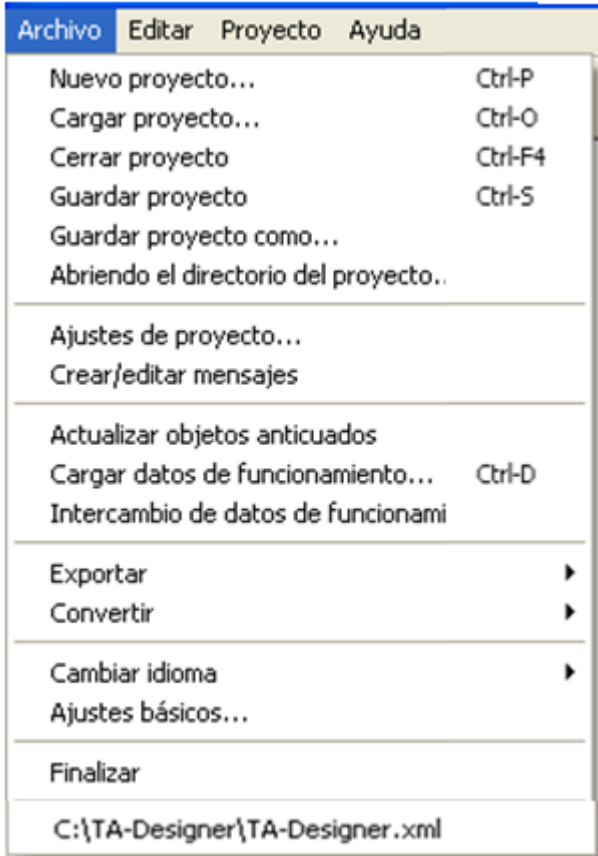 Archivo Editar Proyecto Ayuda
Nuevo proyecto... Ctrl-P
Cargar proyecto... Ctrl-O
Cerrar proyecto Ctrl-F4
Guardar proyecto Ctrl-S
Guardar proyecto como...
Abriendo el directorio del proyecto..
Ajustes de proyecto...
Crear/editar mensajes
Actualizar objetos anticuados
Cargar datos de funcionamiento... Ctrl-D
Intercambio de datos de funcionami
Exportar
Convertir
Cambiar idioma
Ajustes básicos...
Finalizar
C:\TA-Designer\TA-Designer.xml